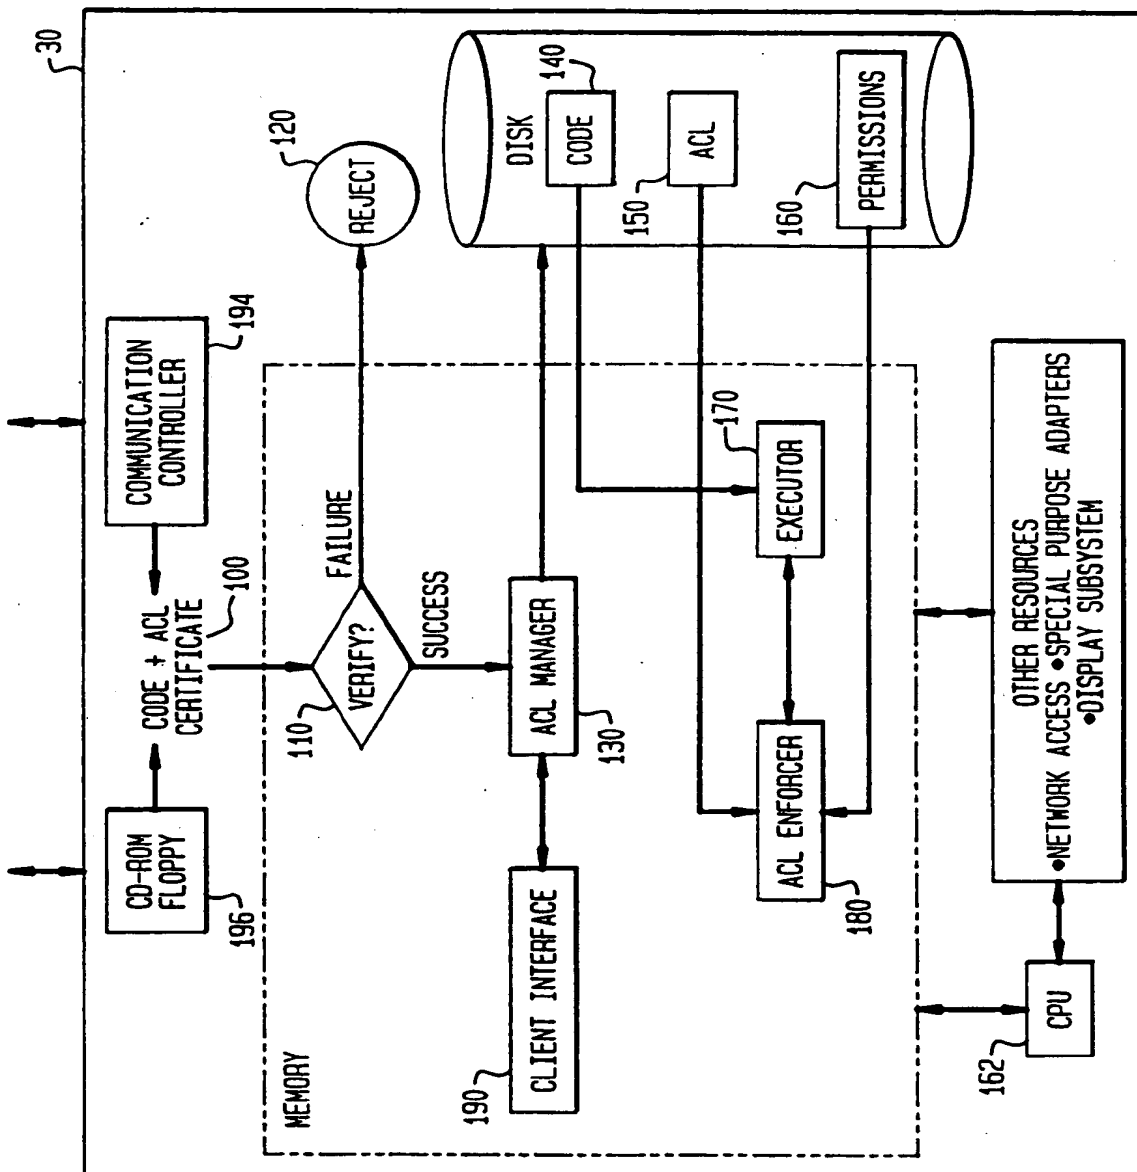 30
CD-ROM
FLOPPY
196
CODE + ACL
CERTIFICATE
100
COMMUNICATION
CONTROLLER
194
MEMORY
110
VERIFY?
FAILURE
SUCCESS
REJECT
120
CLIENT INTERFACE
190
ACL MANAGER
130
DISK
CODE
140
ACL
150
PERMISSIONS
160
EXECUTOR
170
ACL ENFORCER
180
CPU
162
OTHER RESOURCES
•NETWORK ACCESS •SPECIAL PURPOSE ADAPTERS
•DISPLAY SUBSYSTEM